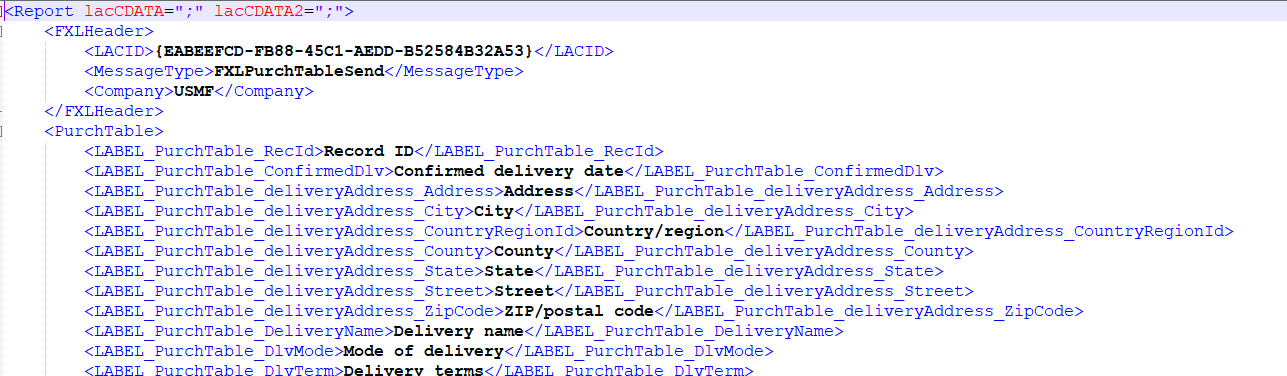 <Report lacCDATA=";" lacCDATA2=";">
<FXLHeader>
<LACID>{EABEEFCD-FB88-45C1-AEDD-B52584B32A53}</LACID>
<MessageType>FXLPurchTableSend</MessageType>
<Company>USMF</Company>
</FXLHeader>
<PurchTable>
<LABEL_PurchTable_RecId>Record ID</LABEL_PurchTable_RecId>
<LABEL_PurchTable_ConfirmedDlv>Confirmed delivery date</LABEL_PurchTable_ConfirmedDlv>
<LABEL_PurchTable_deliveryAddress_Address>Address</LABEL_PurchTable_deliveryAddress_Address>
<LABEL_PurchTable_deliveryAddress_City>City</LABEL_PurchTable_deliveryAddress_City>
<LABEL_PurchTable_deliveryAddress_CountryRegionId>Country/region</LABEL_PurchTable_deliveryAddress_CountryRegionId>
<LABEL_PurchTable_deliveryAddress_County>County</LABEL_PurchTable_deliveryAddress_County>
<LABEL_PurchTable_deliveryAddress_State>State</LABEL_PurchTable_deliveryAddress_State>
<LABEL_PurchTable_deliveryAddress_Street>Street</LABEL_PurchTable_deliveryAddress_Street>
<LABEL_PurchTable_deliveryAddress_ZipCode>ZIP/postal code</LABEL_PurchTable_deliveryAddress_ZipCode>
<LABEL_PurchTable_DeliveryName>Delivery name</LABEL_PurchTable_DeliveryName>
<LABEL_PurchTable_DlvMode>Mode of delivery</LABEL_PurchTable_DlvMode>
<LABEL_PurchTable_DlvTerm>Delivery terms</LABEL_PurchTable_DlvTerm>